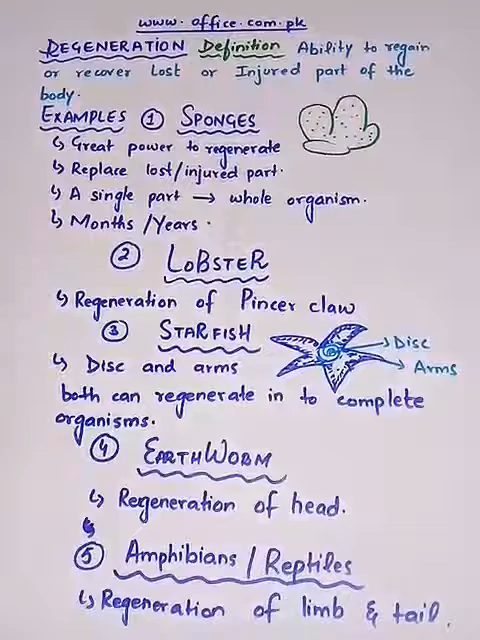 www.office.com.pk
REGENERATION Definition Ability to regain
or recover Lost or Injured part of the
body.
EXAMPLES ① SPONGES
↳ Great power to regenerate
↳ Replace lost/injured part.
↳ A single part → whole organism.
↳ Months/Years.
② LOBSTER
↳ Regeneration of Pincer claw
③ STARFISH
Disc
↳ Disc and arms
Arms
both can regenerate in to complete
organisms.
④ EARTHWORM
↳ Regeneration of head.
⑤ Amphibians / Reptiles
↳ Regeneration of limb & tail.